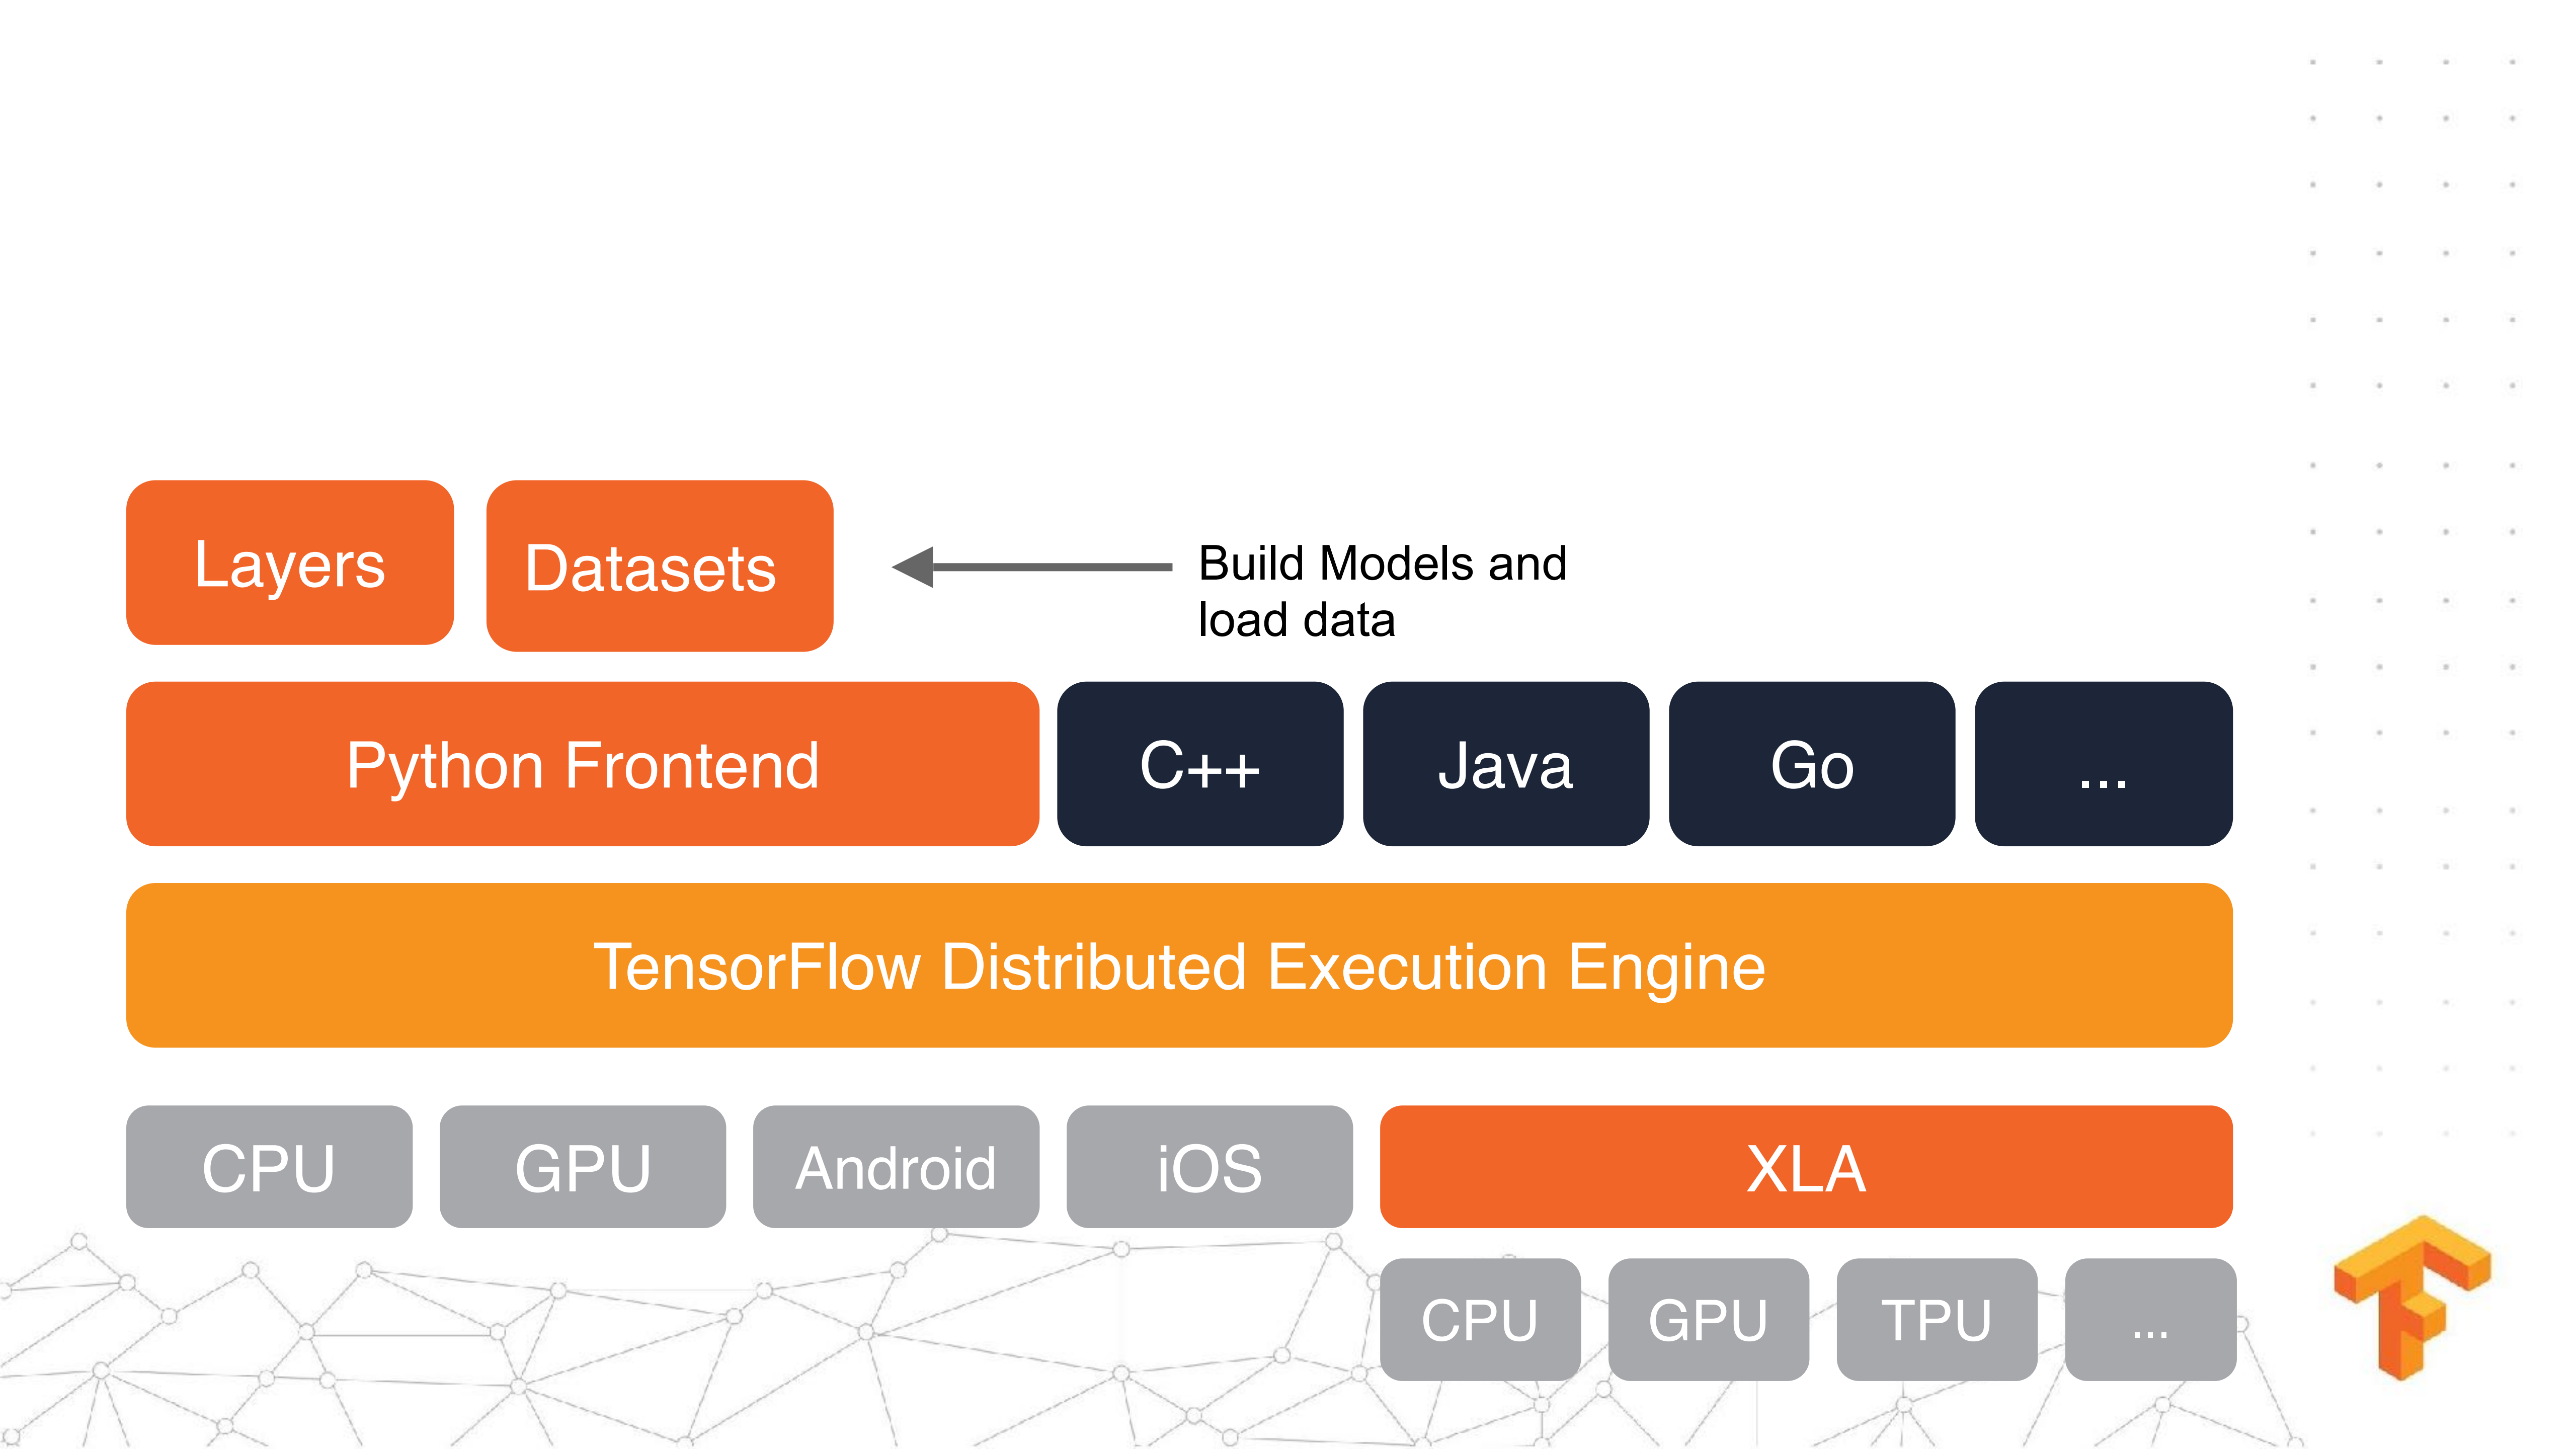 Layers
Datasets
Build Models and
load data
Python Frontend
C++
Java
Go
...
TensorFlow Distributed Execution Engine
CPU
GPU
Android
iOS
XLA
CPU
GPU
TPU
...